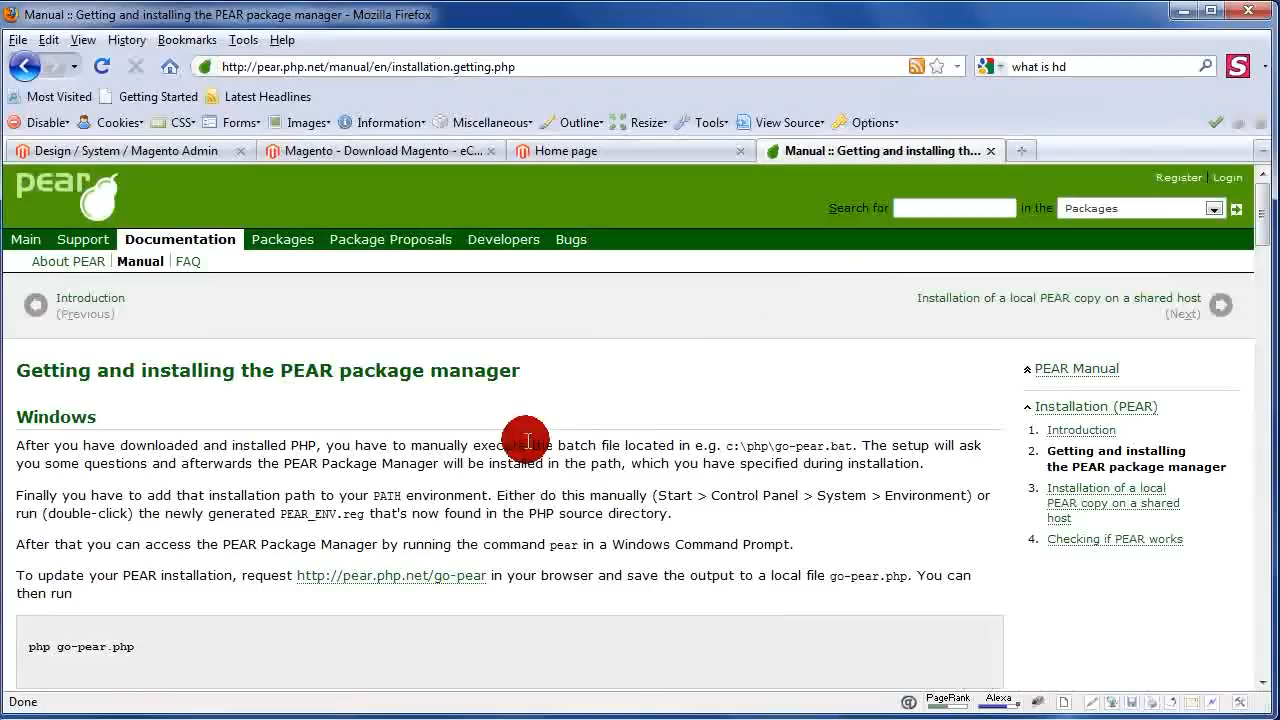 Manual :: Getting and installing the PEAR package manager - Mozilla Firefox
File Edit View History Bookmarks Tools Help
http://pear.php.net/manual/en/installation.getting.php
what is hd
S
Most Visited Getting Started Latest Headlines
Disable Cookies CSS Forms Images Information Miscellaneous Outline Resize Tools View Source Options
Design / System / Magento Admin Magento - Download Magento - eC... Home page Manual :: Getting and installing th...
pear
Register | Login
Search for in the Packages
Main Support Documentation Packages Package Proposals Developers Bugs
About PEAR | Manual | FAQ
Introduction
(Previous)
Installation of a local PEAR copy on a shared host
(Next)
Getting and installing the PEAR package manager
Windows
After you have downloaded and installed PHP, you have to manually execute the batch file located in e.g. c:\php\go-pear.bat. The setup will ask
you some questions and afterwards the PEAR Package Manager will be installed in the path, which you have specified during installation.
Finally you have to add that installation path to your PATH environment. Either do this manually (Start > Control Panel > System > Environment) or
run (double-click) the newly generated PEAR_ENV.reg that's now found in the PHP source directory.
After that you can access the PEAR Package Manager by running the command pear in a Windows Command Prompt.
To update your PEAR installation, request http://pear.php.net/go-pear in your browser and save the output to a local file go-pear.php. You can
then run
php go-pear.php
PEAR Manual
Installation (PEAR)
1. Introduction
2. Getting and installing
the PEAR package manager
3. Installation of a local
PEAR copy on a shared
host
4. Checking if PEAR works
Done
PageRank Alexa